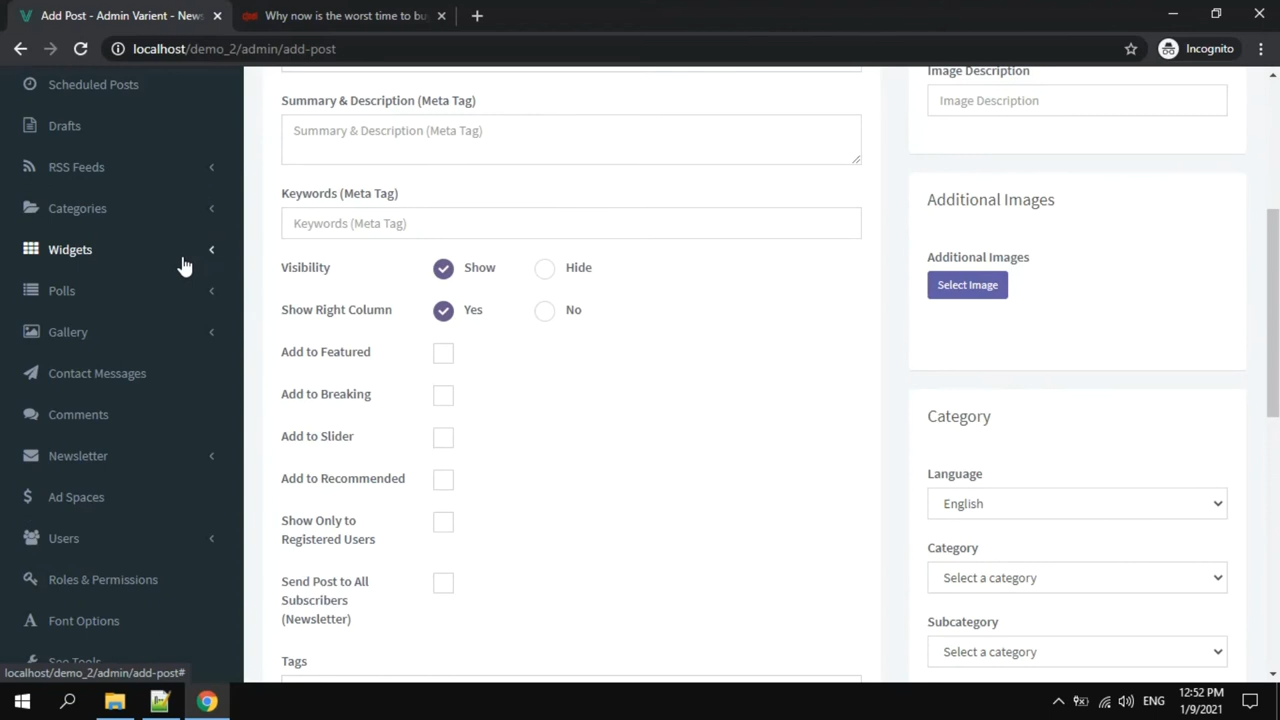 Add Post - Admin Varient - News
Why now is the worst time to bu
localhost/demo_2/admin/add-post
Incognito
Scheduled Posts
Drafts
RSS Feeds
Categories
Widgets
Polls
Gallery
Contact Messages
Comments
Newsletter
Ad Spaces
Users
Roles & Permissions
Font Options
Seo Tools
localhost/demo_2/admin/add-post#
Summary & Description (Meta Tag)
Summary & Description (Meta Tag)
Keywords (Meta Tag)
Keywords (Meta Tag)
Visibility Show Hide
Show Right Column Yes No
Add to Featured
Add to Breaking
Add to Slider
Add to Recommended
Show Only to
Registered Users
Send Post to All
Subscribers
(Newsletter)
Tags
Image Description
Image Description
Additional Images
Additional Images
Select Image
Category
Language
English
Category
Select a category
Subcategory
Select a category
ENG
12:52 PM
1/9/2021